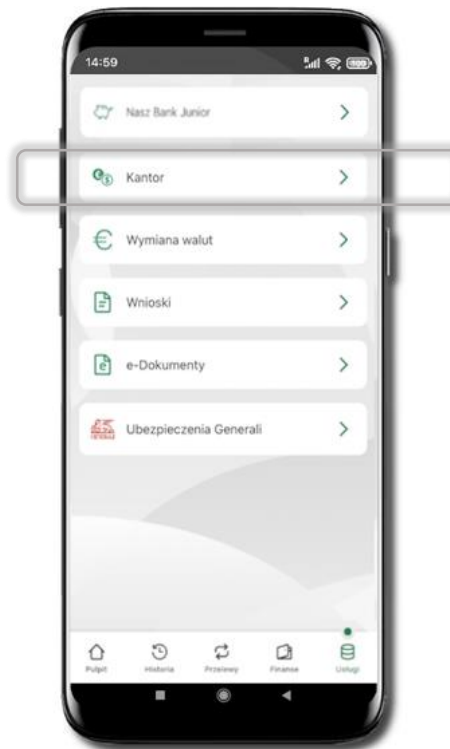 14:59
Nasz Bank Junior
Kantor
Wymiana walut
Wnioski
e-Dokumenty
Ubezpieczenia Generali
Pulpit Historia Przelewy Finanse Usługi